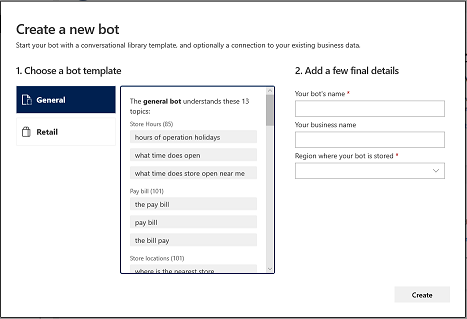 Create a new bot
Start your bot with a conversational library template, and optionally a connection to your existing business data.
1. Choose a bot template
General
Retail
The general bot understands these 13
topics:
Store Hours (85)
hours of operation holidays
what time does open
what time does store open near me
Pay bill (101)
the pay bill
pay bill
the bill pay
Store locations (101)
where is the nearest store
2. Add a few final details
Your bot's name *
Your business name
Region where your bot is stored *
Create